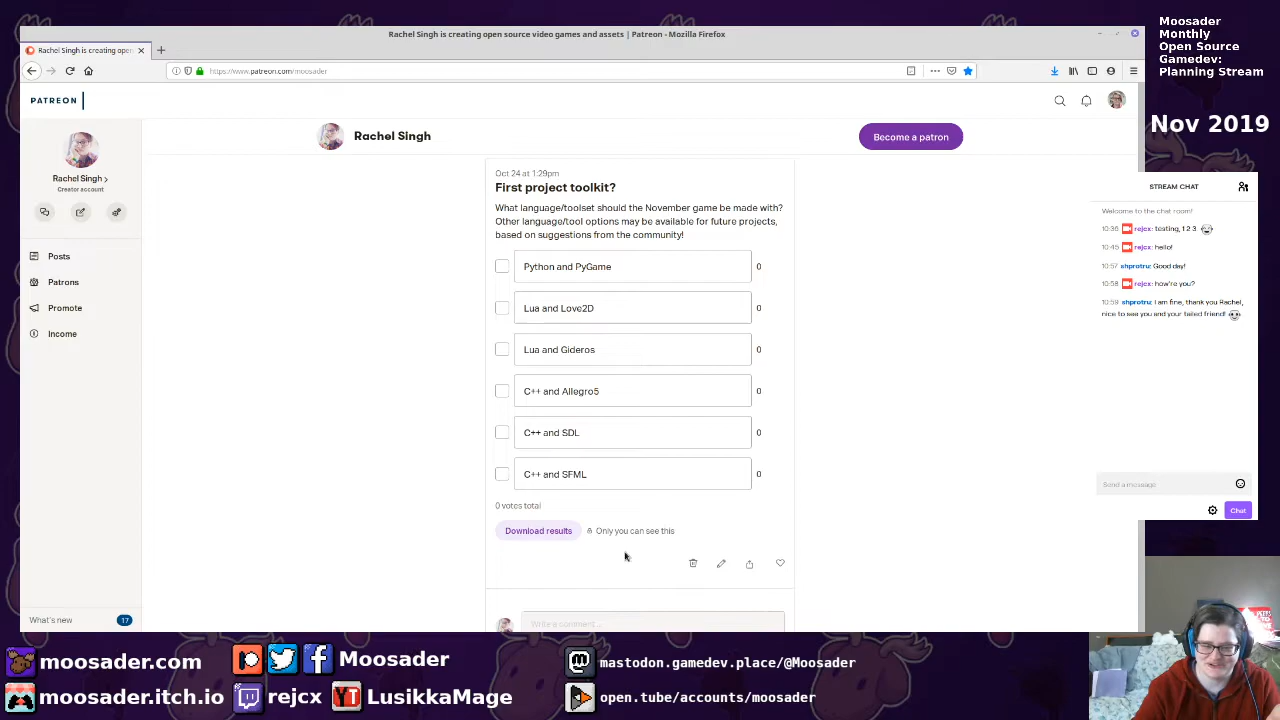 Rachel Singh is creating open source video games and assets | Patreon - Mozilla Firefox
Rachel Singh is creating oper
https://www.patreon.com/moosader
PATREON
Rachel Singh
Become a patron
Rachel Singh
Creator account
Posts
Patrons
Promote
Income
What's new
17
Oct 24 at 1:29pm
First project toolkit?
What language/toolset should the November game be made with?
Other language/tool options may be available for future projects,
based on suggestions from the community!
Python and PyGame 0
Lua and Love2D 0
Lua and Gideros 0
C++ and Allegro5 0
C++ and SDL 0
C++ and SFML 0
0 votes total
Download results
Only you can see this
Write a comment...
Moosader
Monthly
Open Source
Gamedev:
Planning Stream
Nov 2019
STREAM CHAT
Welcome to the chat room!
10:36 rejcx: testing, 1 2 3.
10:45 rejcx: hello!
10:57 shprotru: Good day!
10:58 rejcx: how're you?
10:59 shprotru: I am fine, thank you Rachel,
nice to see you and your tailed friend!
Send a message
Chat
moosader.com
Moosader
mastodon.gamedev.place/@Moosader
moosader.itch.io
rejcx
YT
LusikkaMage
open.tube/accounts/moosader